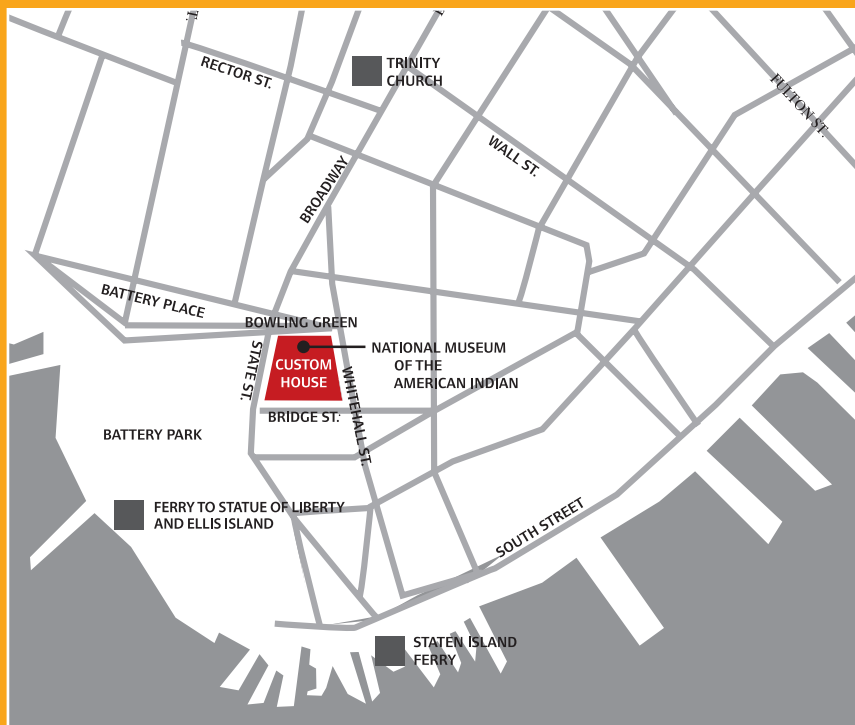 T.
TRINITY
CHURCH
RECTOR ST.
FULTON ST.
WALL ST.
BROADWAY
BATTERY PLACE
BOWLING GREEN
STATE ST.
CUSTOM
HOUSE
NATIONAL MUSEUM
OF THE
AMERICAN INDIAN
WHITEHALL ST.
BRIDGE ST.
BATTERY PARK
FERRY TO STATUE OF LIBERTY
AND ELLIS ISLAND
SOUTH STREET
STATEN ISLAND
FERRY